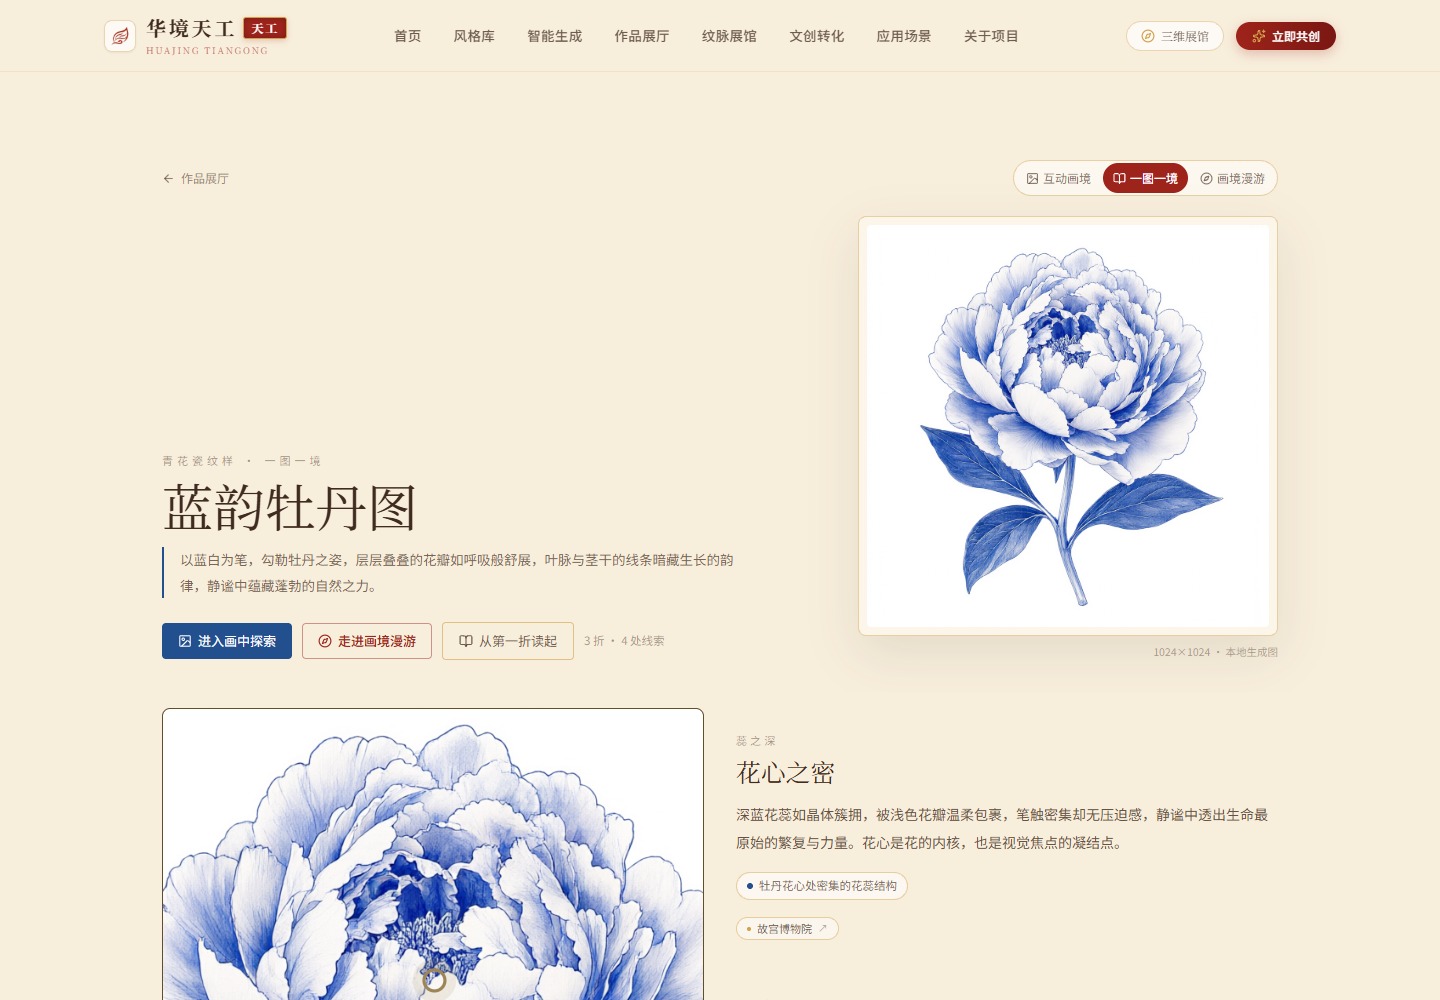 华境天工 天工
HUAJING TIANGONG
首页 风格库 智能生成 作品展厅 纹脉展馆 文创转化 应用场景 关于项目
三维展馆 立即共创
作品展厅
互动画境 一图一境 画境漫游
青花瓷纹样 · 一图一境
蓝韵牡丹图
以蓝白为笔，勾勒牡丹之姿，层层叠叠的花瓣如呼吸般舒展，叶脉与茎干的线条暗藏生长的韵
律，静谧中蕴藏蓬勃的自然之力。
进入画中探索 走进画境漫游 从第一折读起 3 折 · 4 处线索
1024×1024 · 本地生成图
蕊之深
花心之密
深蓝花蕊如晶体簇拥，被浅色花瓣温柔包裹，笔触密集却无压迫感，静谧中透出生命最
原始的繁复与力量。花心是花的内核，也是视觉焦点的凝结点。
牡丹花心处密集的花蕊结构
故宫博物院 ↗